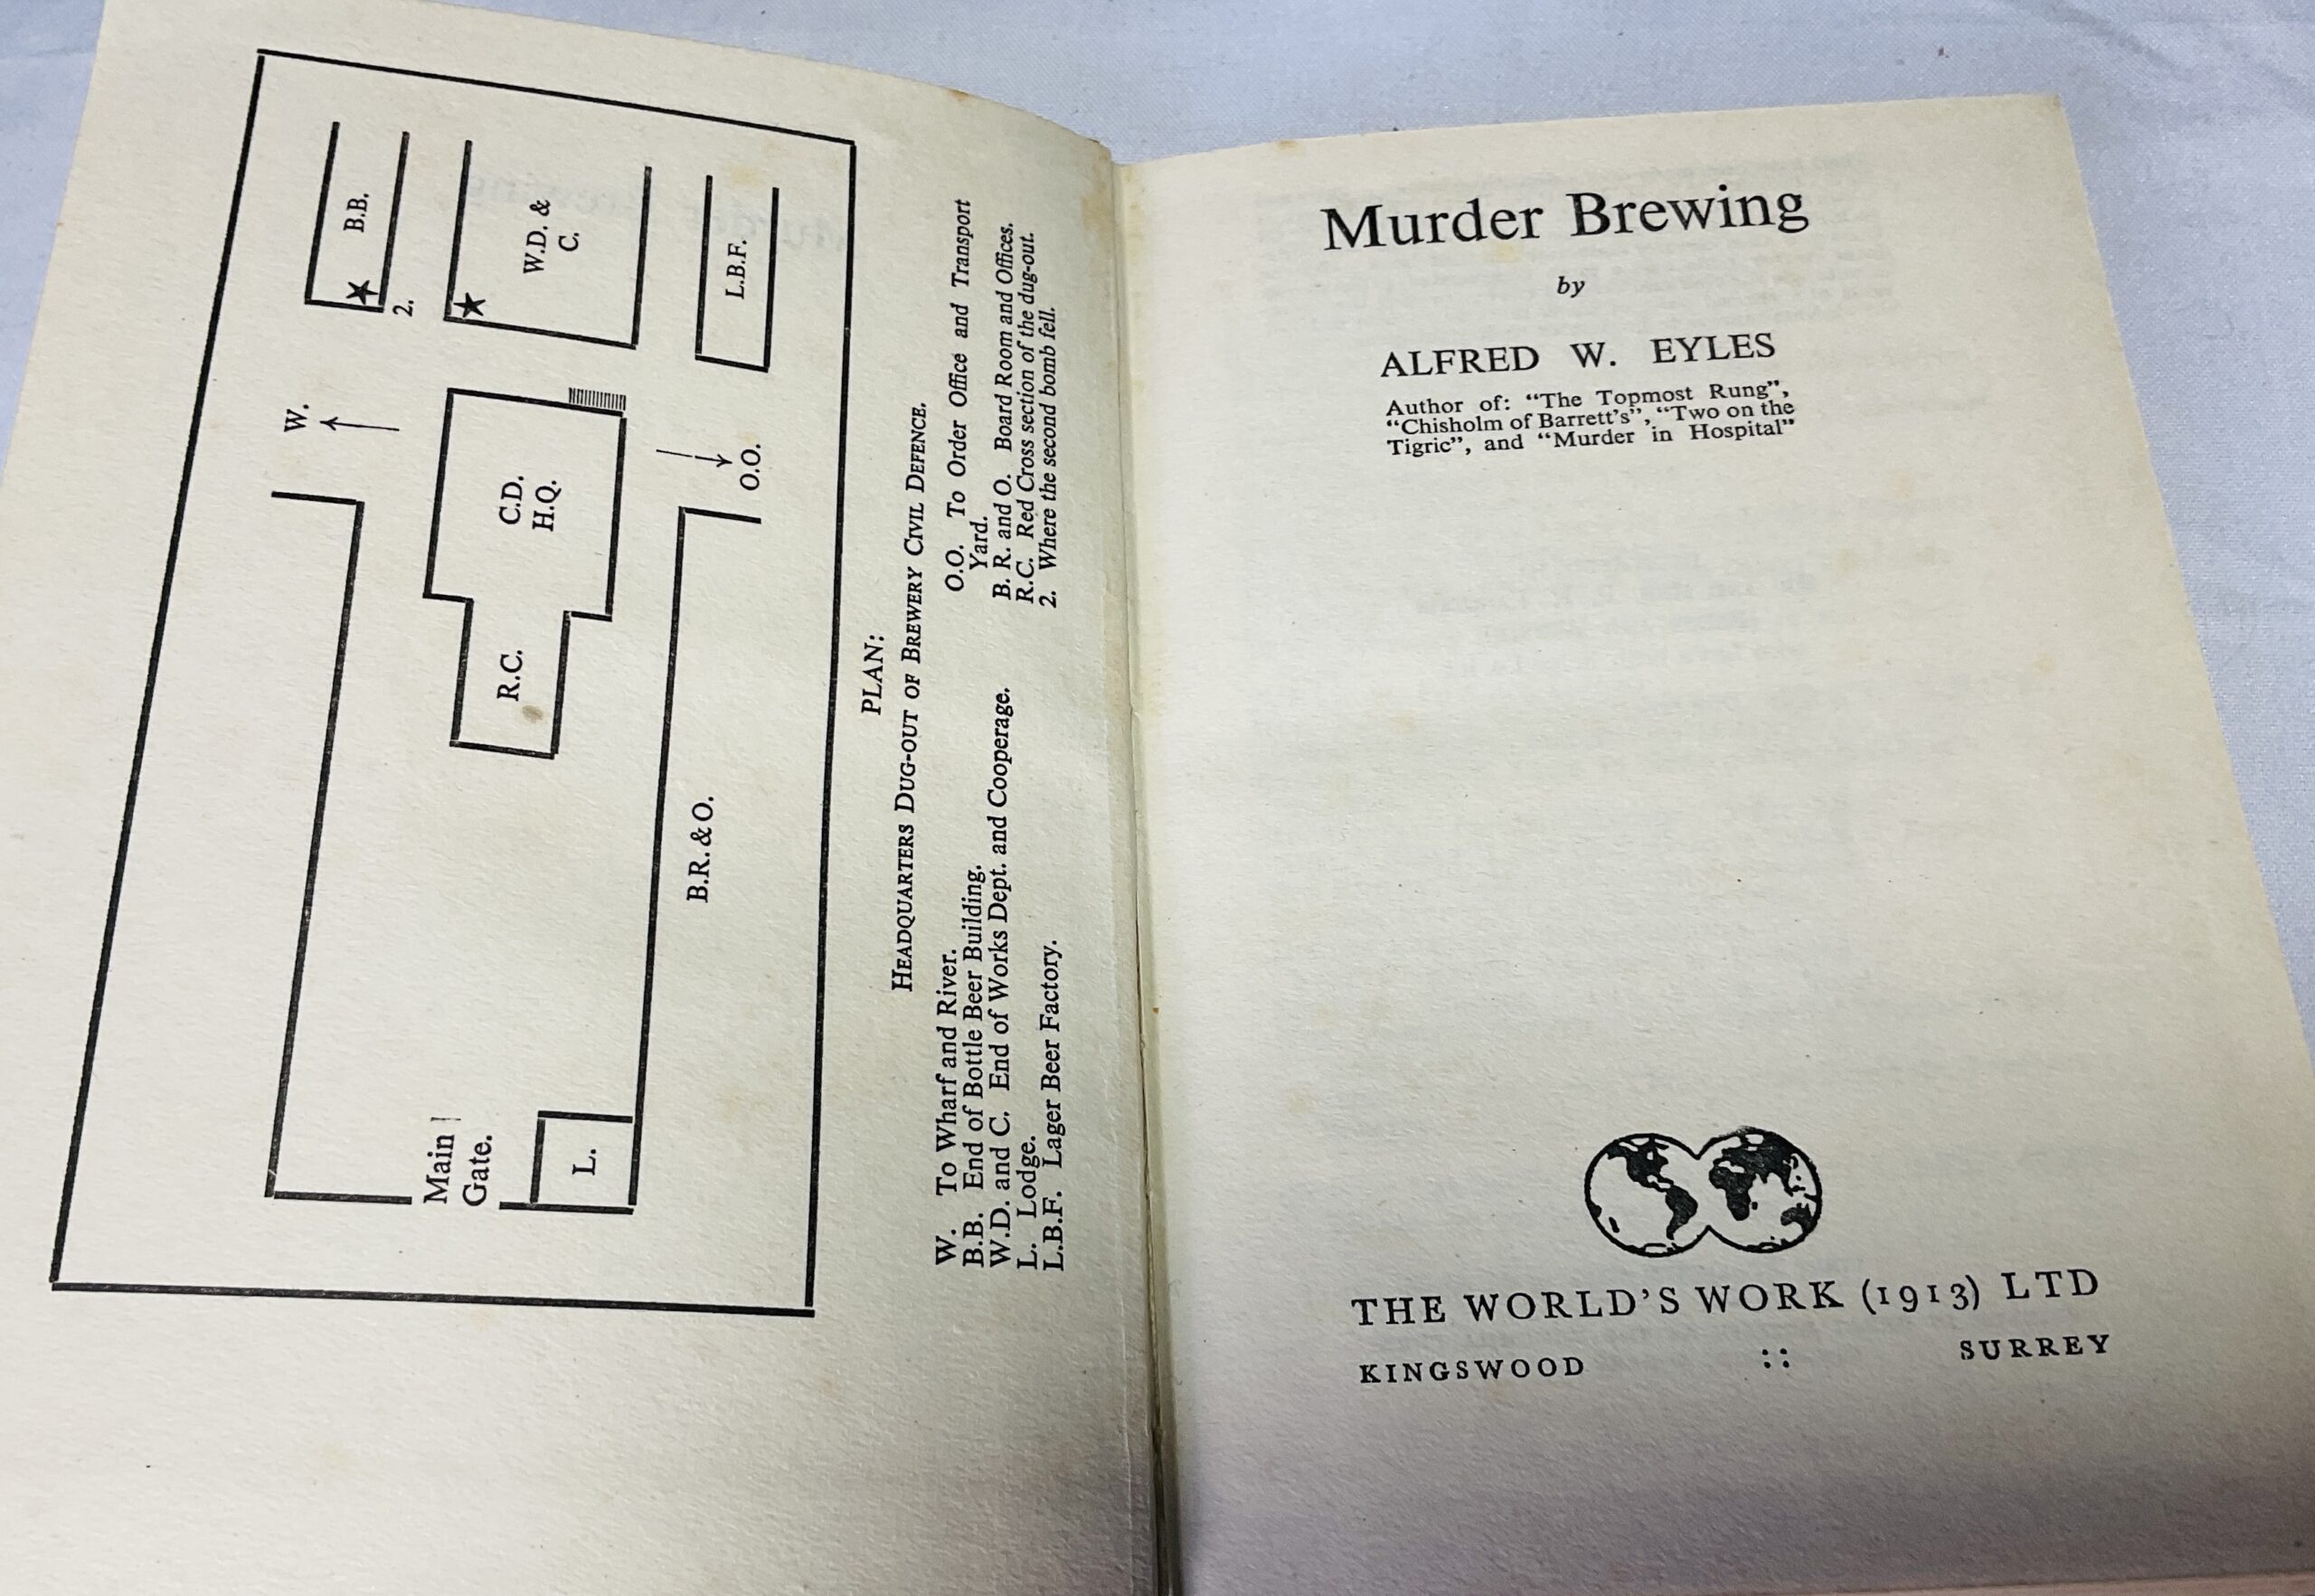 B.B.
2.
W.D. &
C.
L.B.F.
W.
C.D.
H.Q.
O.O.
R.C.
B.R.&O.
Main
Gate.
L.
PLAN:
HEADQUARTERS DUG-OUT OF BREWERY CIVIL DEFENCE.
W. To Wharf and River.
B.B. End of Bottle Beer Building.
W.D. and C. End of Works Dept. and Cooperage.
L. Lodge.
L.B.F. Lager Beer Factory.
O.O. To Order Office and Transport
Yard.
B. R. and O. Board Room and Offices.
R.C. Red Cross section of the dug-out.
2. Where the second bomb fell.
Murder Brewing
by
ALFRED W. EYLES
Author of: “The Topmost Rung”,
“Chisholm of Barrett's”, “Two on the
Tigric”, and “Murder in Hospital”
THE WORLD'S WORK (1913) LTD
KINGSWOOD :: SURREY